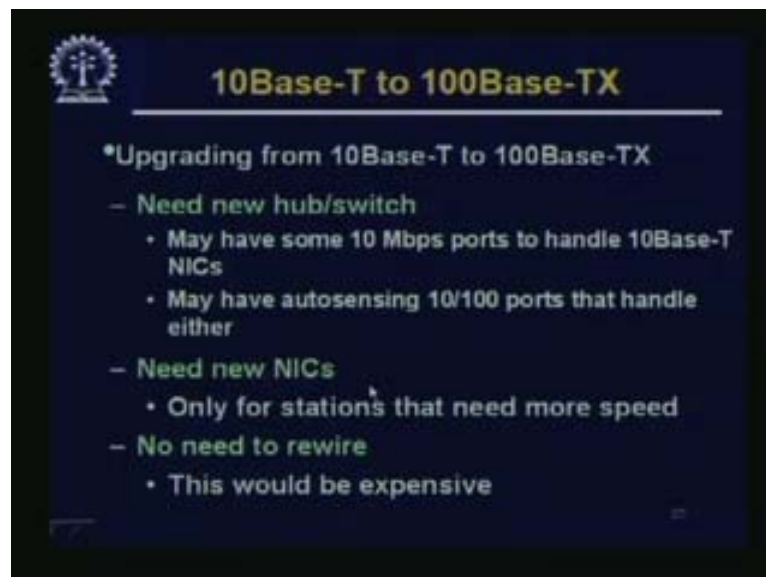 10Base-T to 100Base-TX
•Upgrading from 10Base-T to 100Base-TX
– Need new hub/switch
• May have some 10 Mbps ports to handle 10Base-T
NICs
• May have autosensing 10/100 ports that handle
either
– Need new NICs
• Only for stations that need more speed
– No need to rewire
• This would be expensive